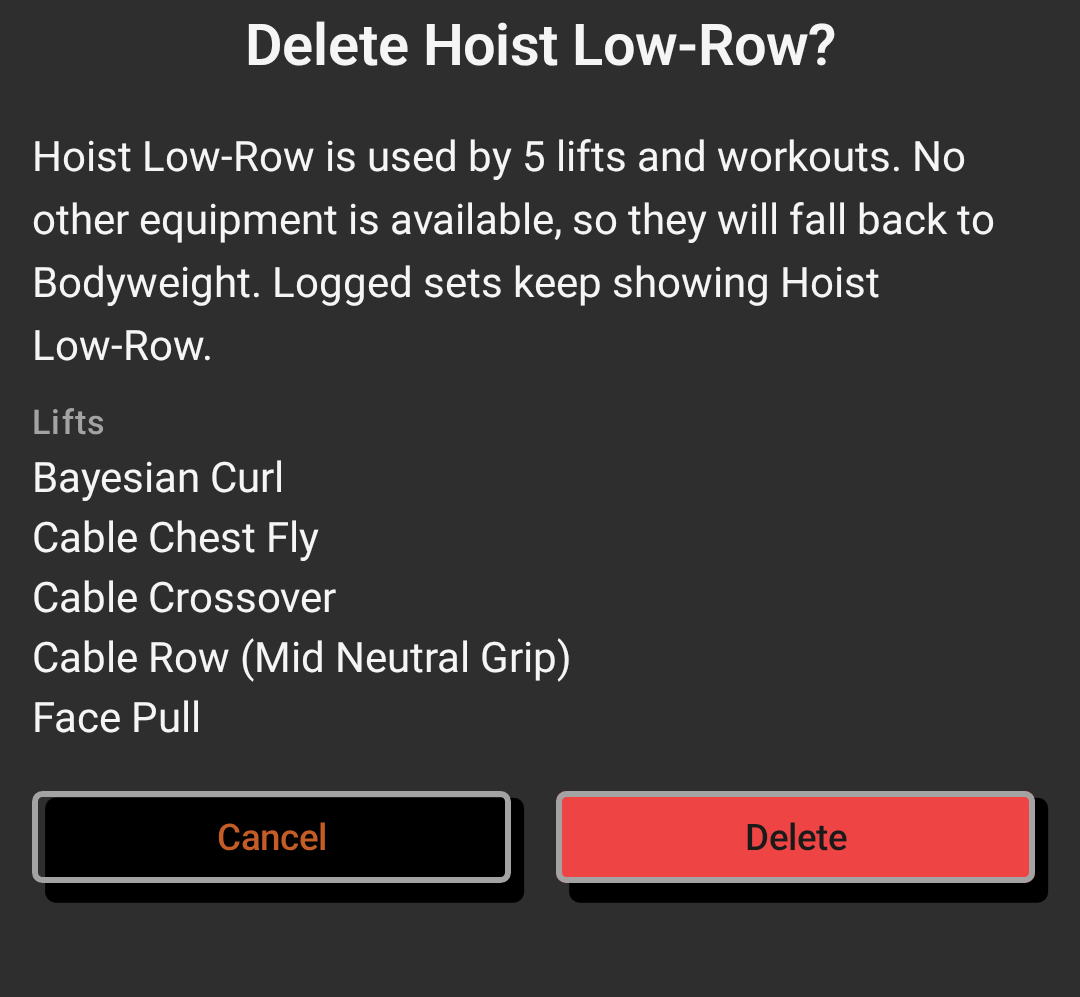 Delete Hoist Low-Row?
Hoist Low-Row is used by 5 lifts and workouts. No
other equipment is available, so they will fall back to
Bodyweight. Logged sets keep showing Hoist
Low-Row.
Lifts
Bayesian Curl
Cable Chest Fly
Cable Crossover
Cable Row (Mid Neutral Grip)
Face Pull
Cancel
Delete